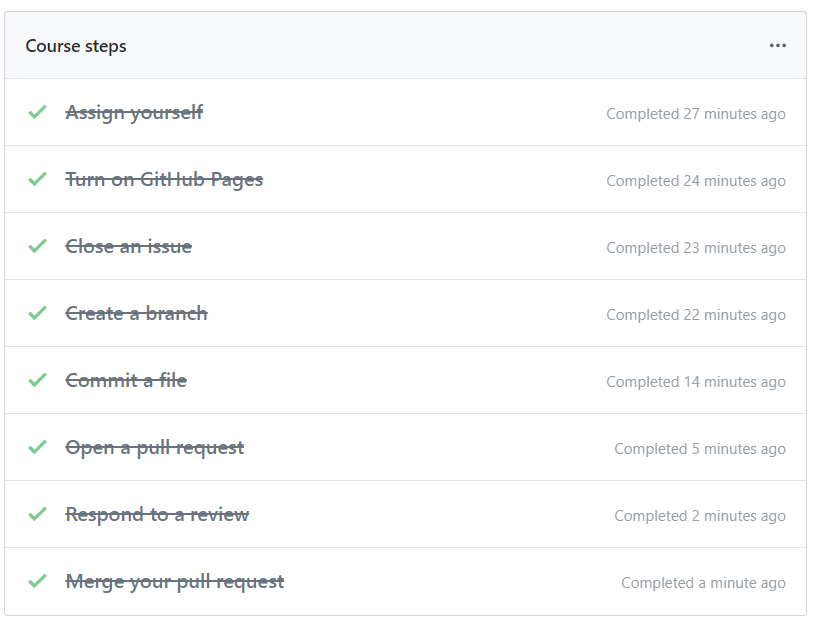 Course steps
Assign yourself Completed 27 minutes ago
Turn on GitHub Pages Completed 24 minutes ago
Close an issue Completed 23 minutes ago
Create a branch Completed 22 minutes ago
Commit a file Completed 14 minutes ago
Open a pull request Completed 5 minutes ago
Respond to a review Completed 2 minutes ago
Merge your pull request Completed a minute ago